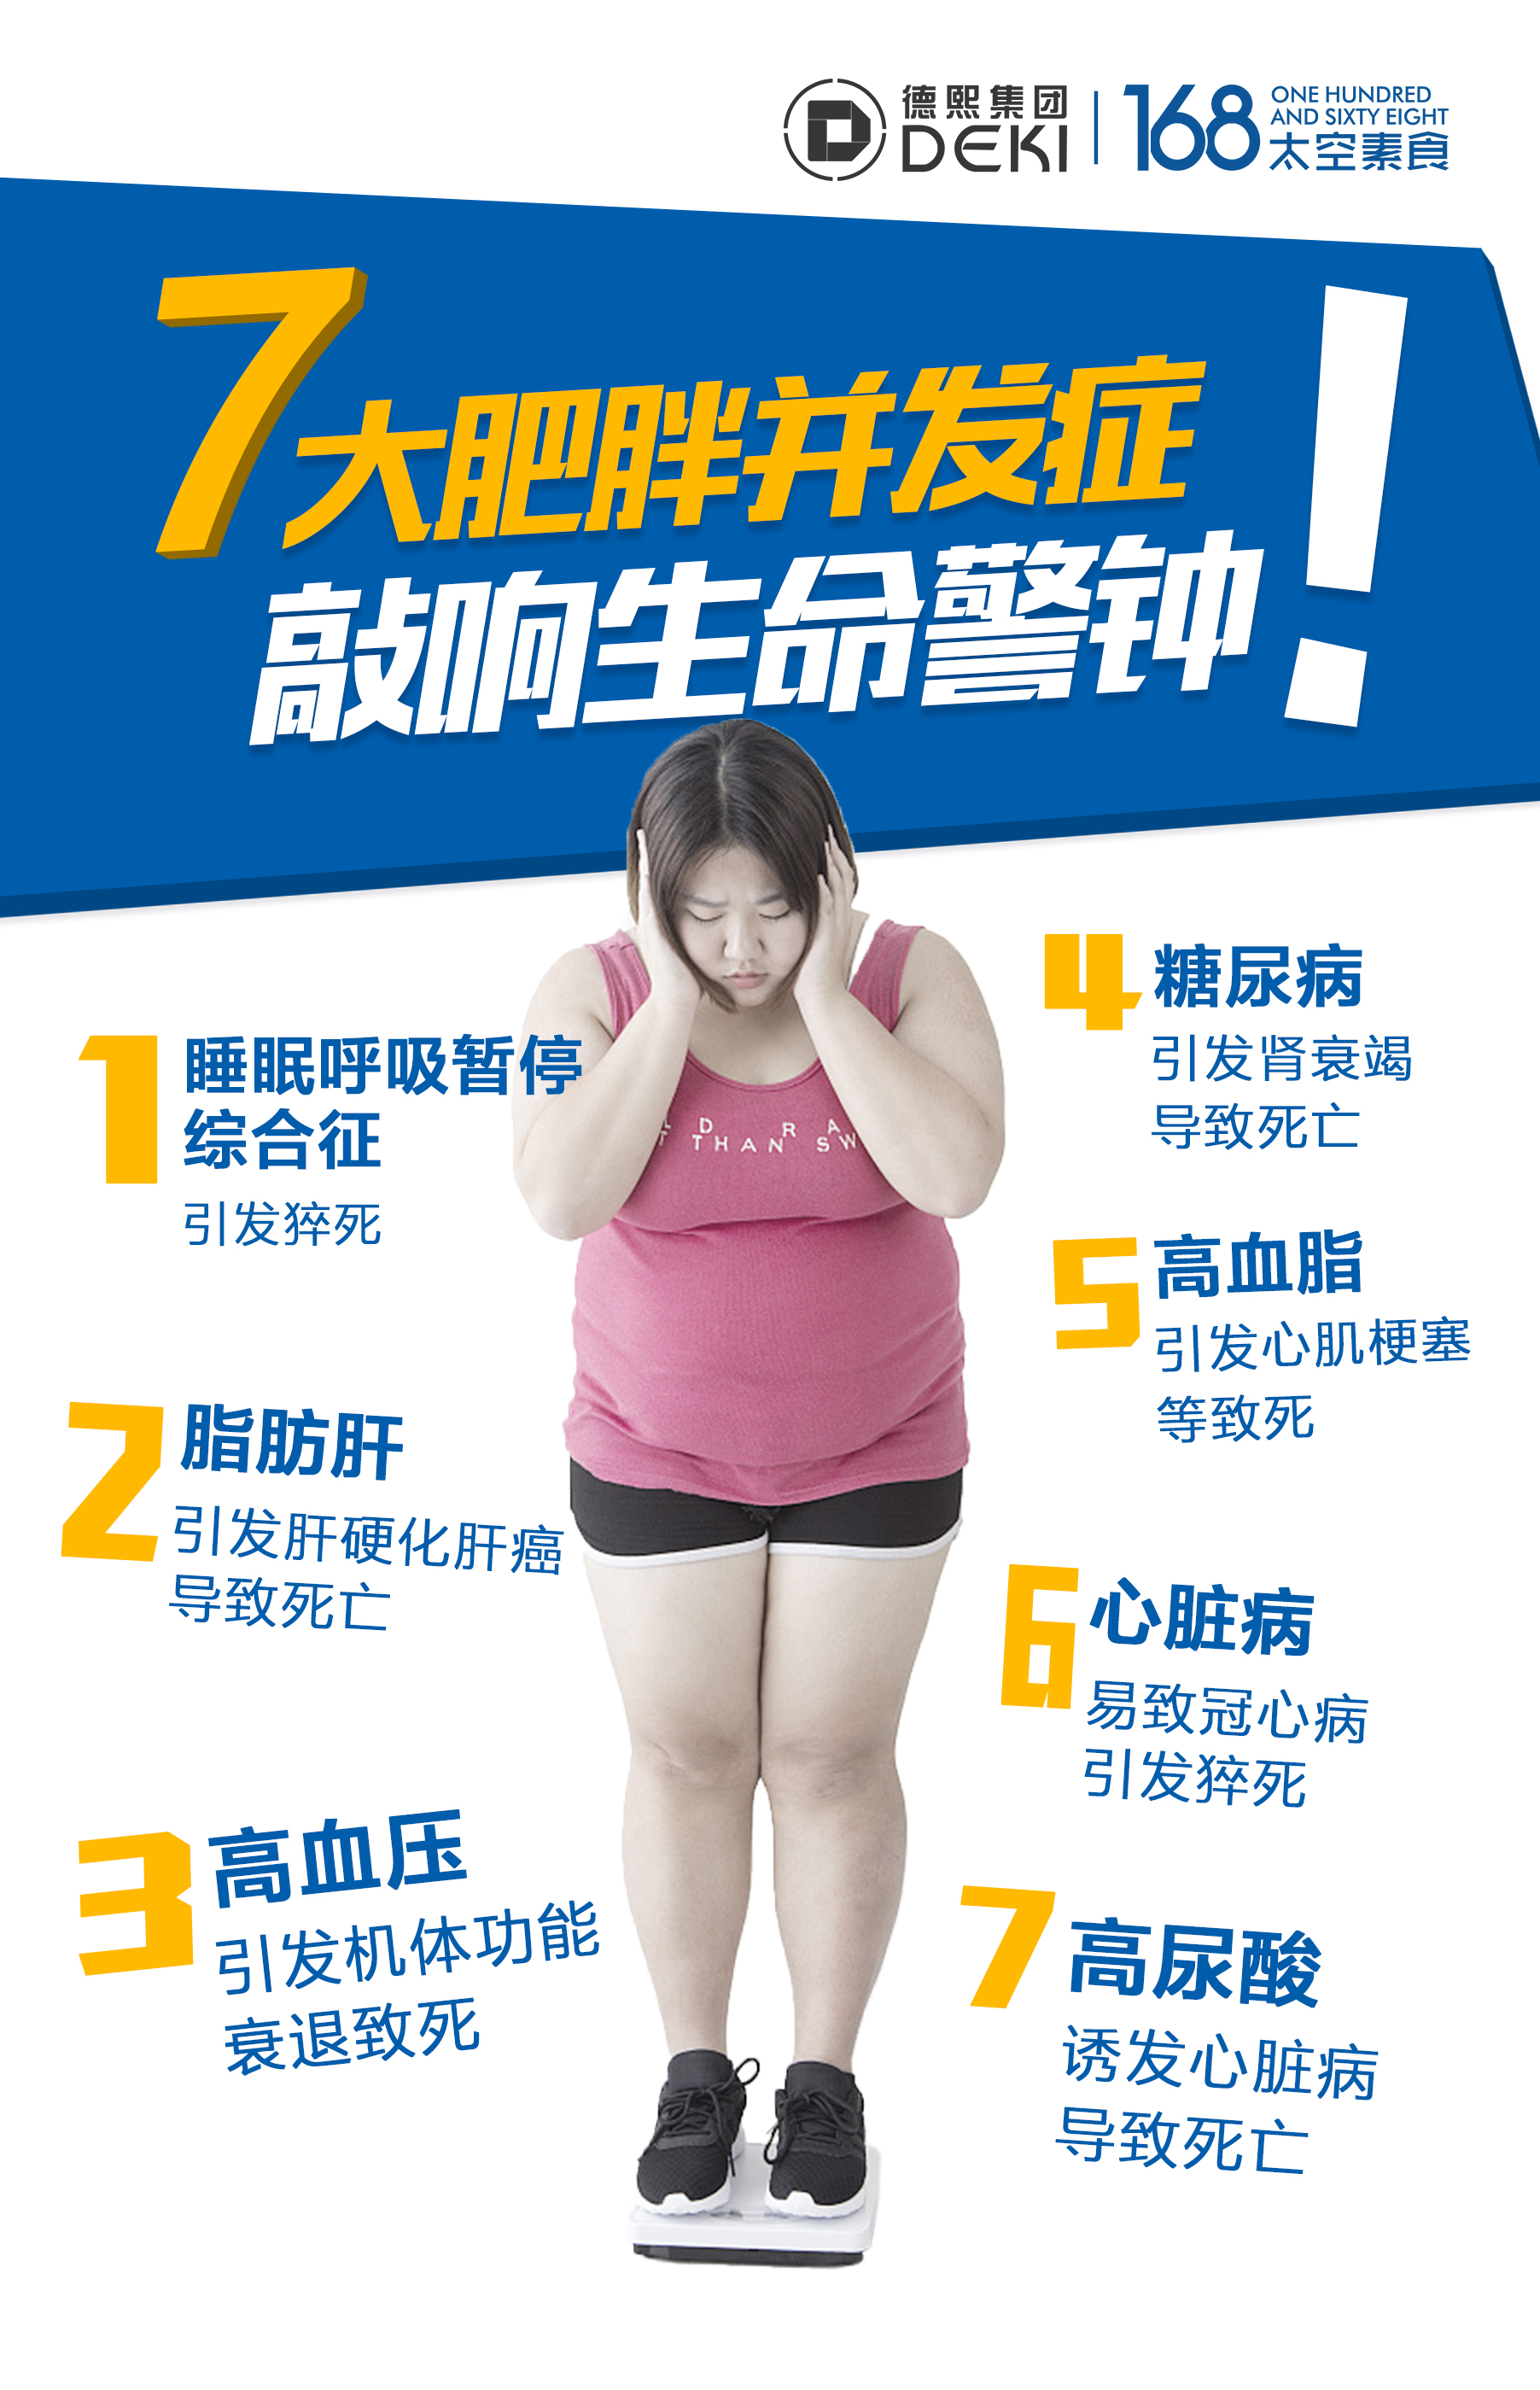 德熙集团
DEKI
168
ONE HUNDRED
AND SIXTY EIGHT
太空素食
7大肥胖并发症
敲响生命警钟!
1
睡眠呼吸暂停
综合征
引发猝死
2
脂肪肝
引发肝硬化肝癌
导致死亡
3
高血压
引发机体功能
衰退致死
4
糖尿病
引发肾衰竭
导致死亡
5
高血脂
引发心肌梗塞
等致死
6
心脏病
易致冠心病
引发猝死
7
高尿酸
诱发心脏病
导致死亡
D RA
THAN SW